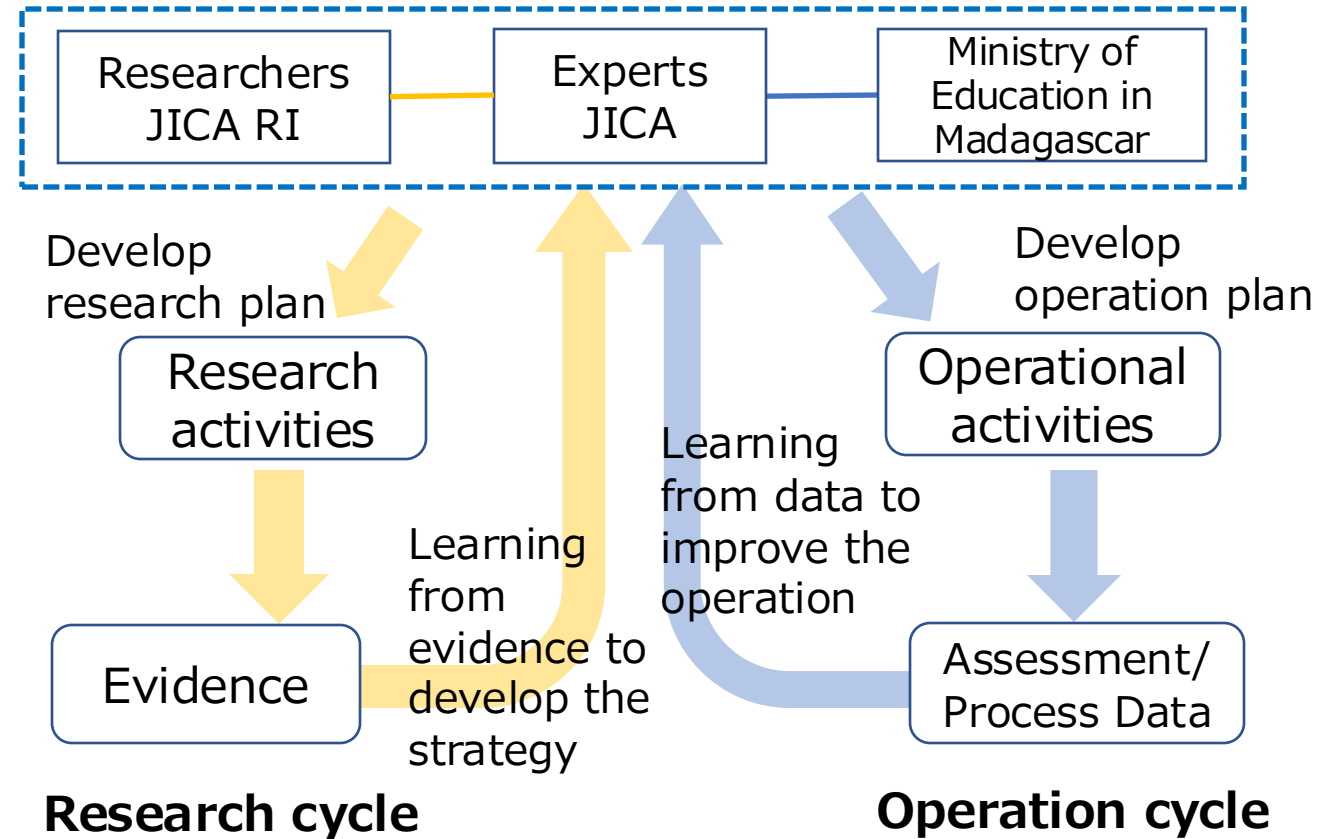 Researchers
JICA RI
Experts
JICA
Ministry of
Education in
Madagascar
Develop
research plan
Develop
operation plan
Research
activities
Operational
activities
Learning
from data to
improve the
operation
Learning
from
evidence to
develop the
strategy
Evidence
Assessment/
Process Data
Research cycle
Operation cycle